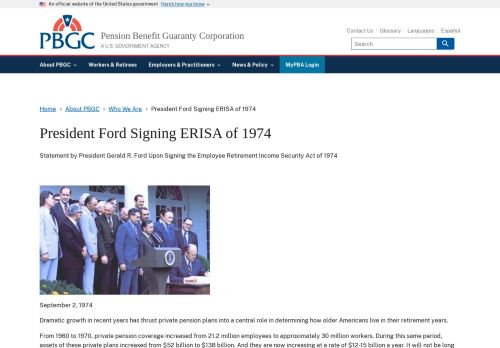 An official website of the United States government Here's how you know
PBGC
Pension Benefit Guaranty Corporation
A U.S. GOVERNMENT AGENCY
Contact Us Glossary Languages Español
Search
About PBGC Workers & Retirees Employers & Practitioners News & Policy MyPBA Login
Home > About PBGC > Who We Are > President Ford Signing ERISA of 1974
President Ford Signing ERISA of 1974
Statement by President Gerald R. Ford Upon Signing the Employee Retirement Income Security Act of 1974
September 2, 1974
Dramatic growth in recent years has thrust private pension plans into a central role in determining how older Americans live in their retirement years.
From 1960 to 1970, private pension coverage increased from 21.2 million employees to approximately 30 million workers. During this same period,
assets of these private plans increased from $52 billion to $138 billion. And they are now increasing at a rate of $12-15 billion a year. It will not be long